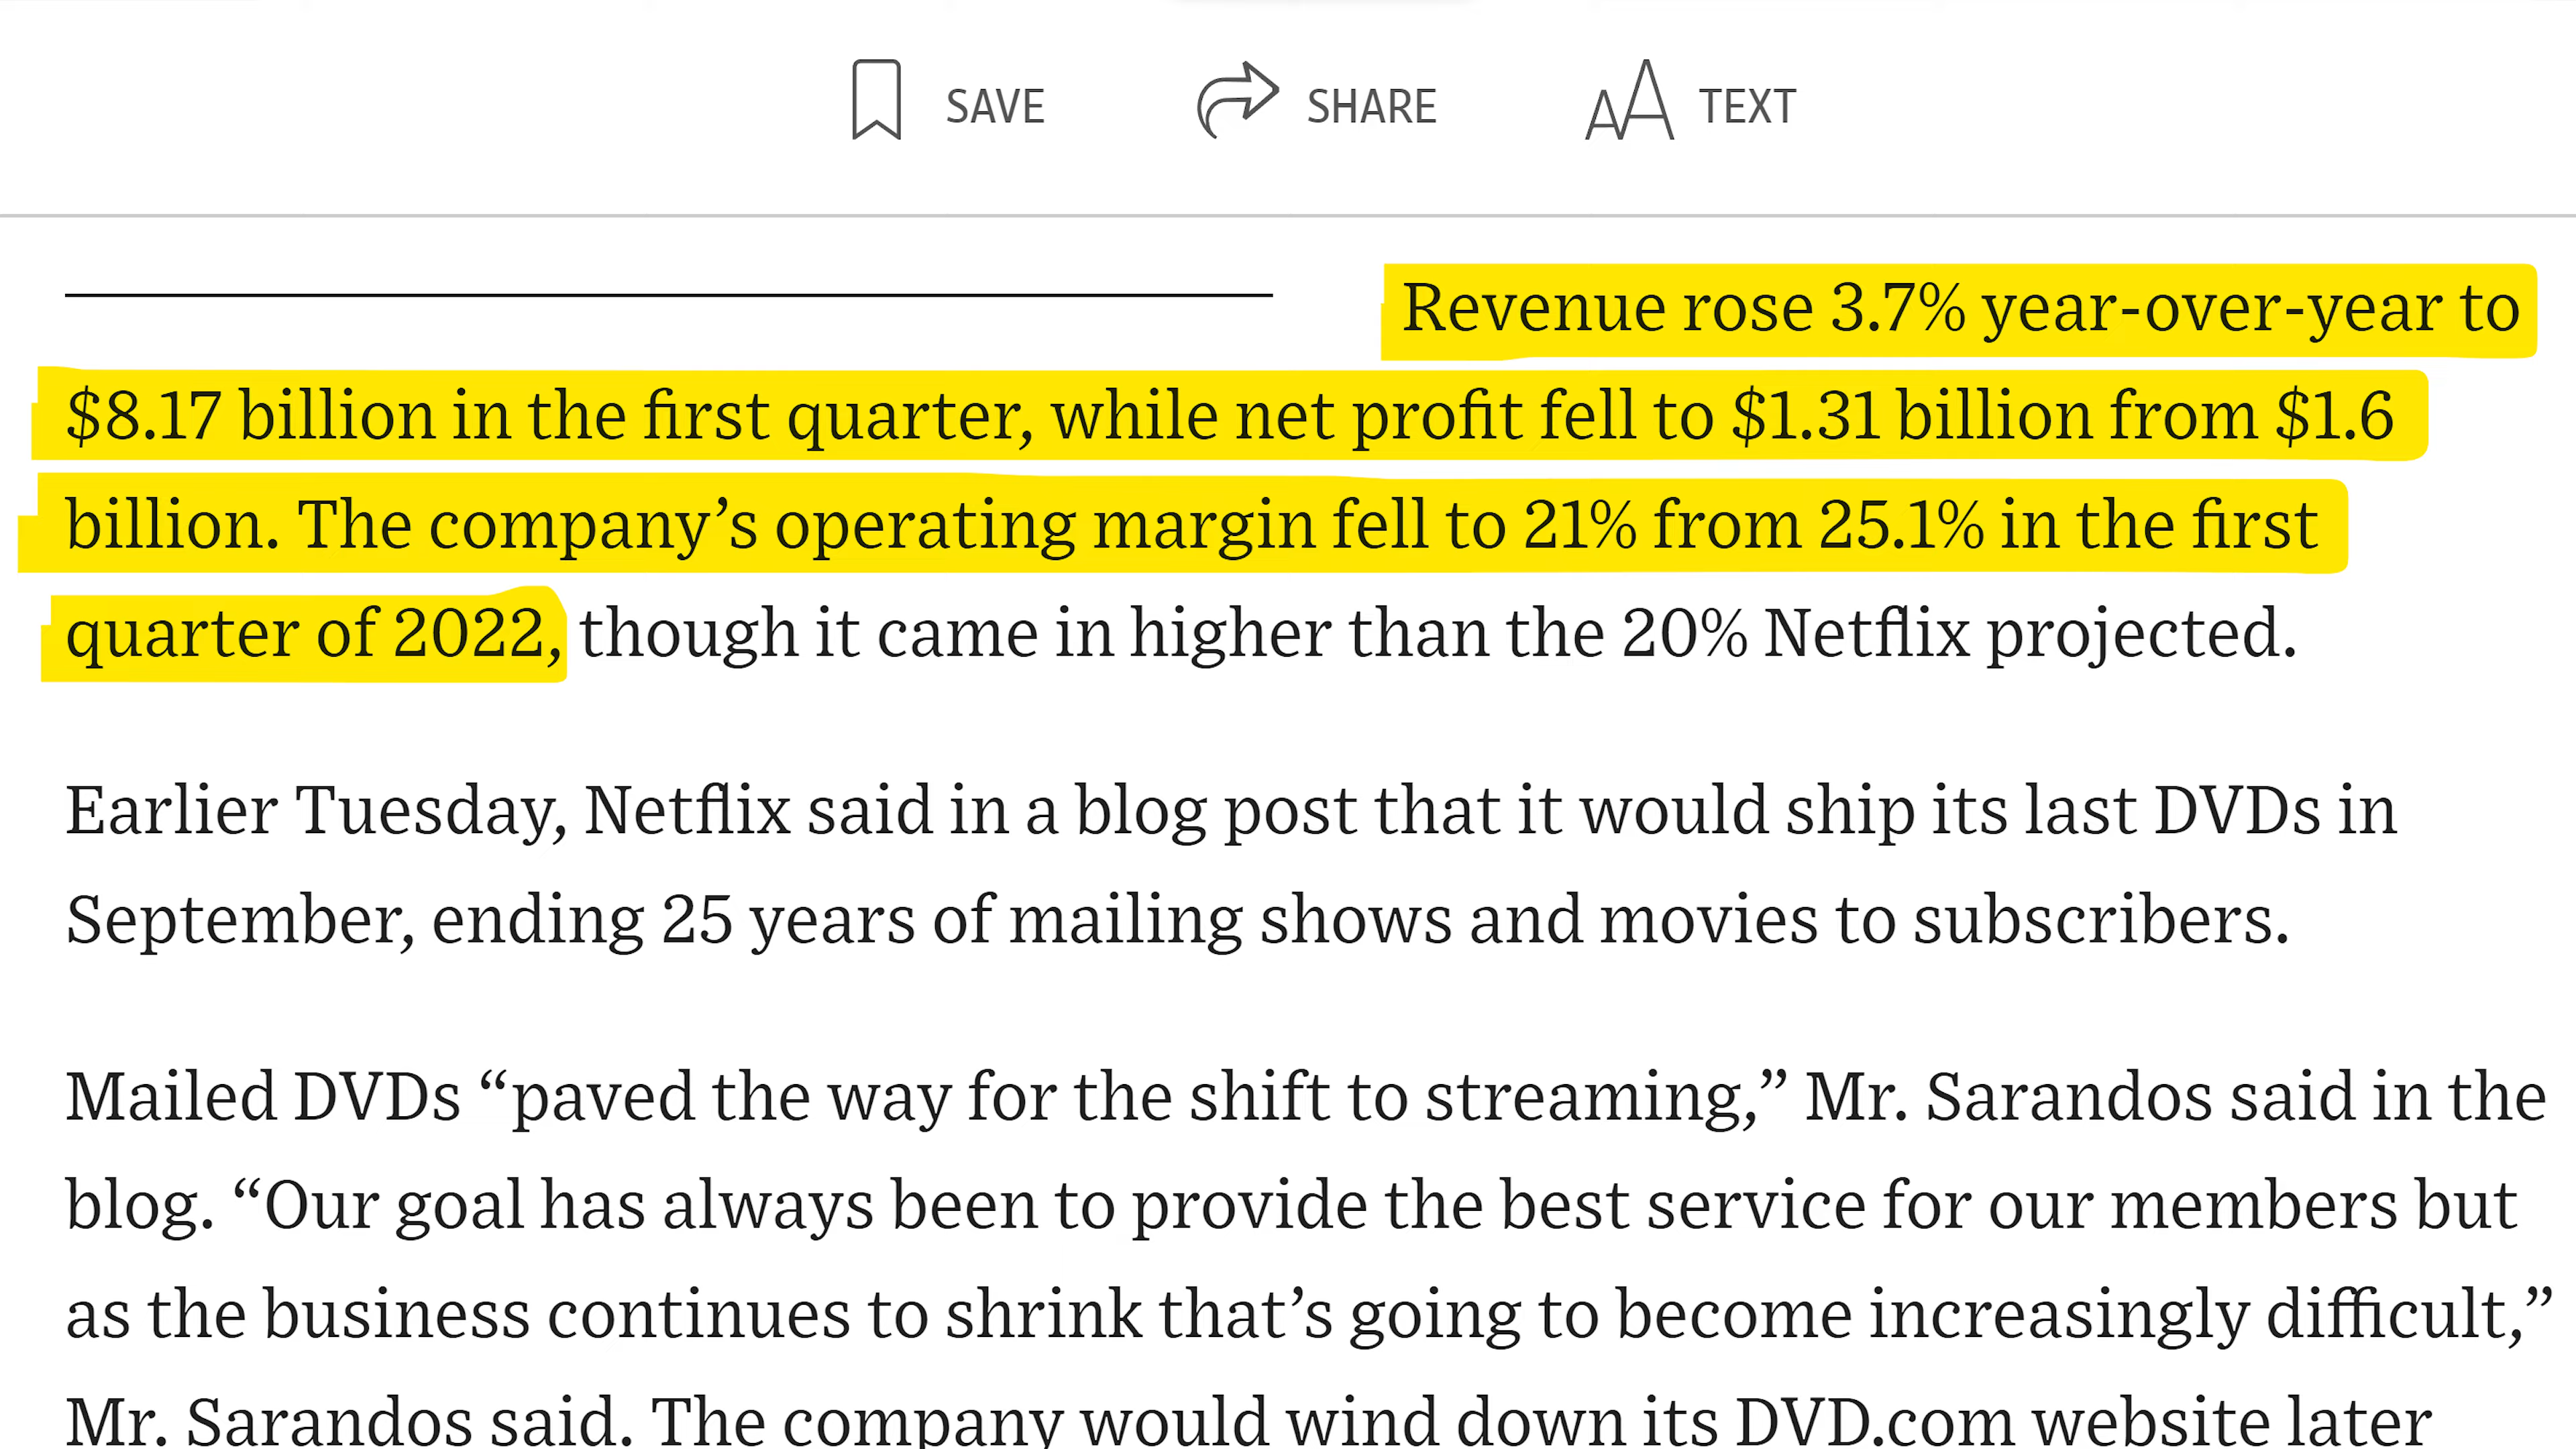 SAVE SHARE AA TEXT
Revenue rose 3.7% year-over-year to
$8.17 billion in the first quarter, while net profit fell to $1.31 billion from $1.6
billion. The company’s operating margin fell to 21% from 25.1% in the first
quarter of 2022, though it came in higher than the 20% Netflix projected.
Earlier Tuesday, Netflix said in a blog post that it would ship its last DVDs in
September, ending 25 years of mailing shows and movies to subscribers.
Mailed DVDs “paved the way for the shift to streaming,” Mr. Sarandos said in the
blog. “Our goal has always been to provide the best service for our members but
as the business continues to shrink that’s going to become increasingly difficult,”
Mr. Sarandos said. The company would wind down its DVD.com website later